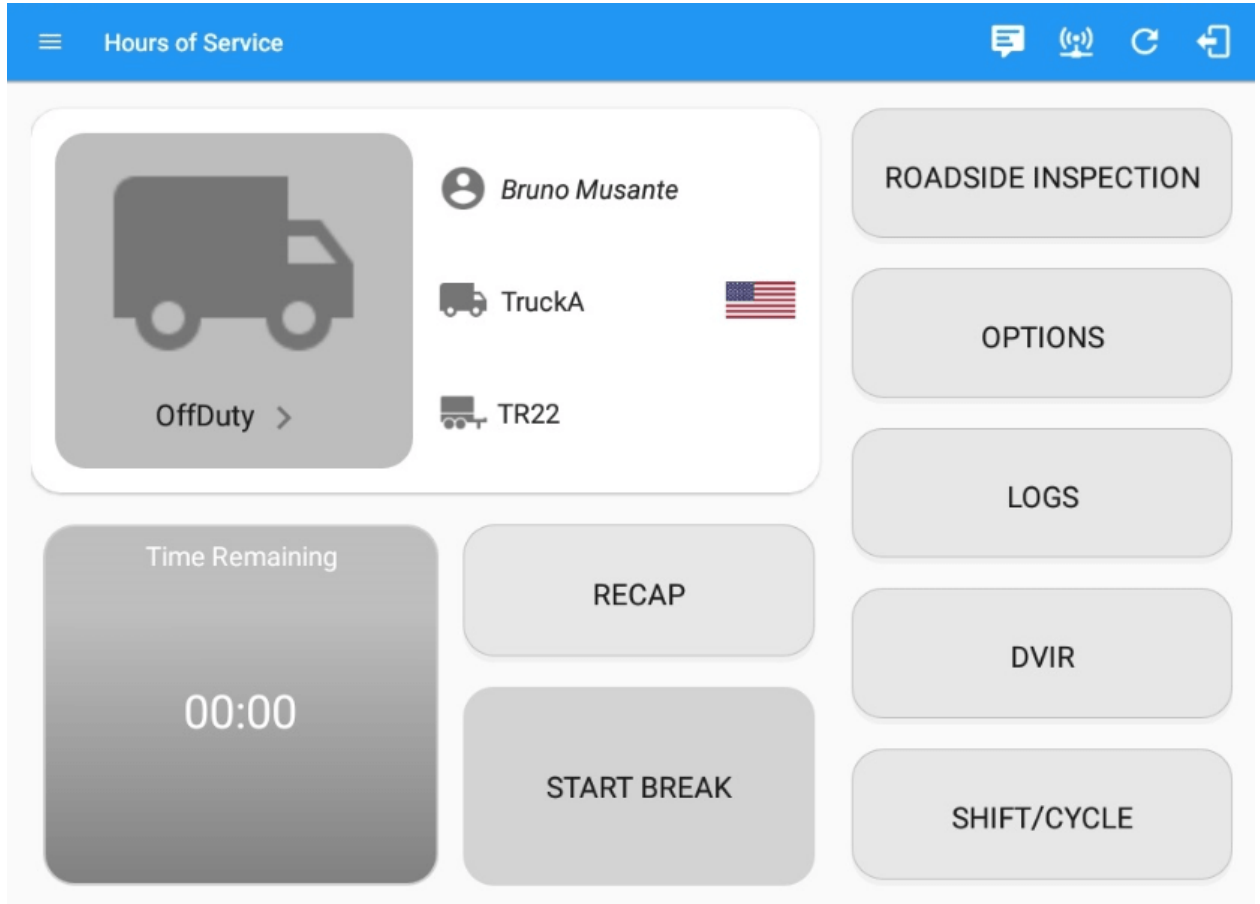 Hours of Service
Bruno Musante
TruckA
TR22
OffDuty
Time Remaining
00:00
RECAP
START BREAK
ROADSIDE INSPECTION
OPTIONS
LOGS
DVIR
SHIFT/CYCLE